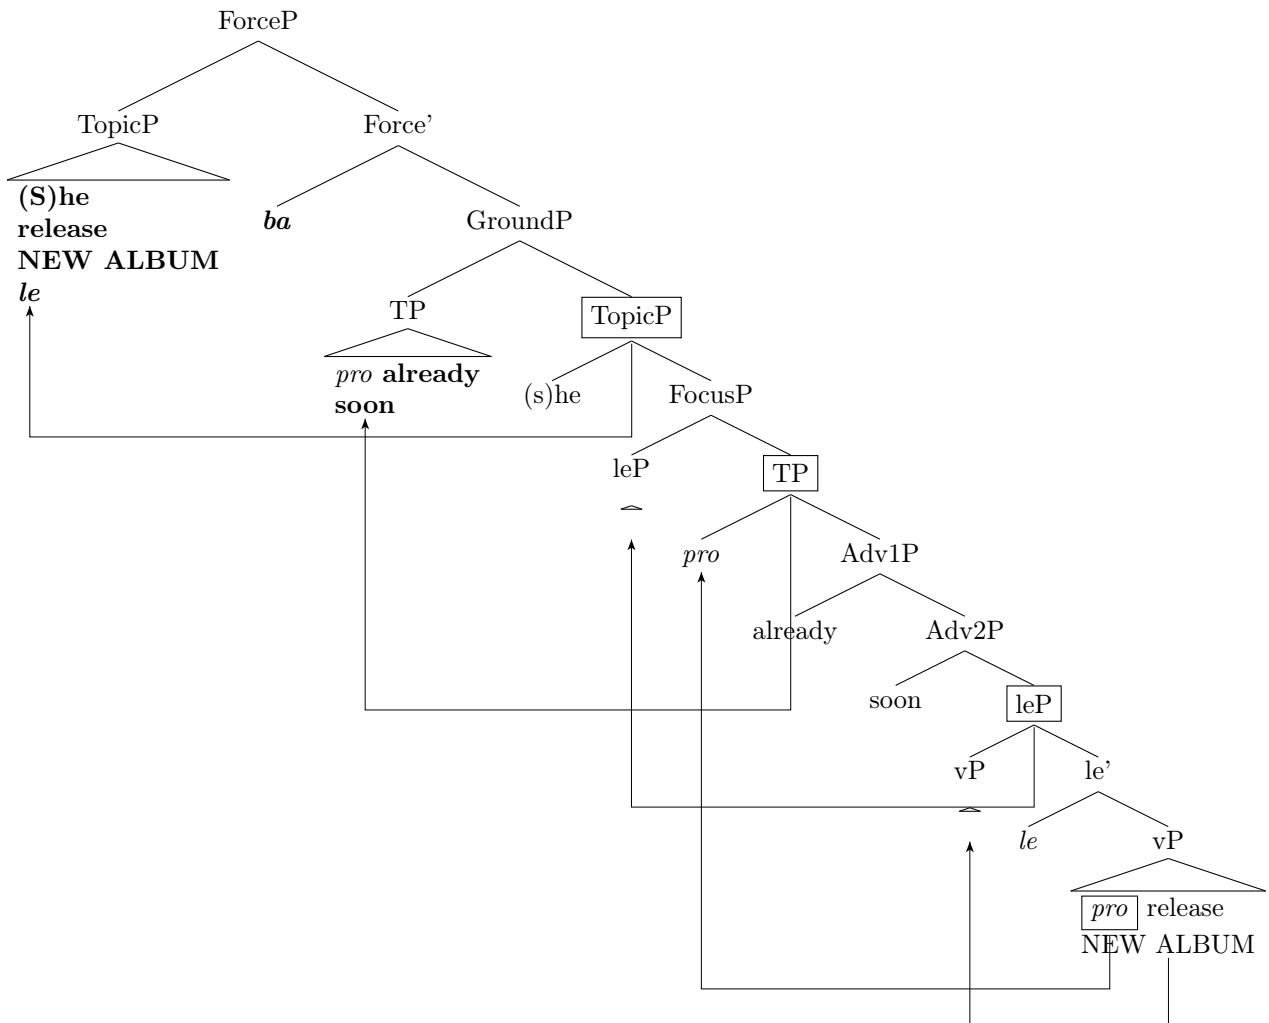 ForceP
TopicP Force'
(S)he
release
NEW ALBUM
le
ba GroundP
TP TopicP
pro already
soon
(s)he FocusP
leP TP
pro Adv1P
already Adv2P
soon leP
vP le'
le vP
pro release
NEW ALBUM